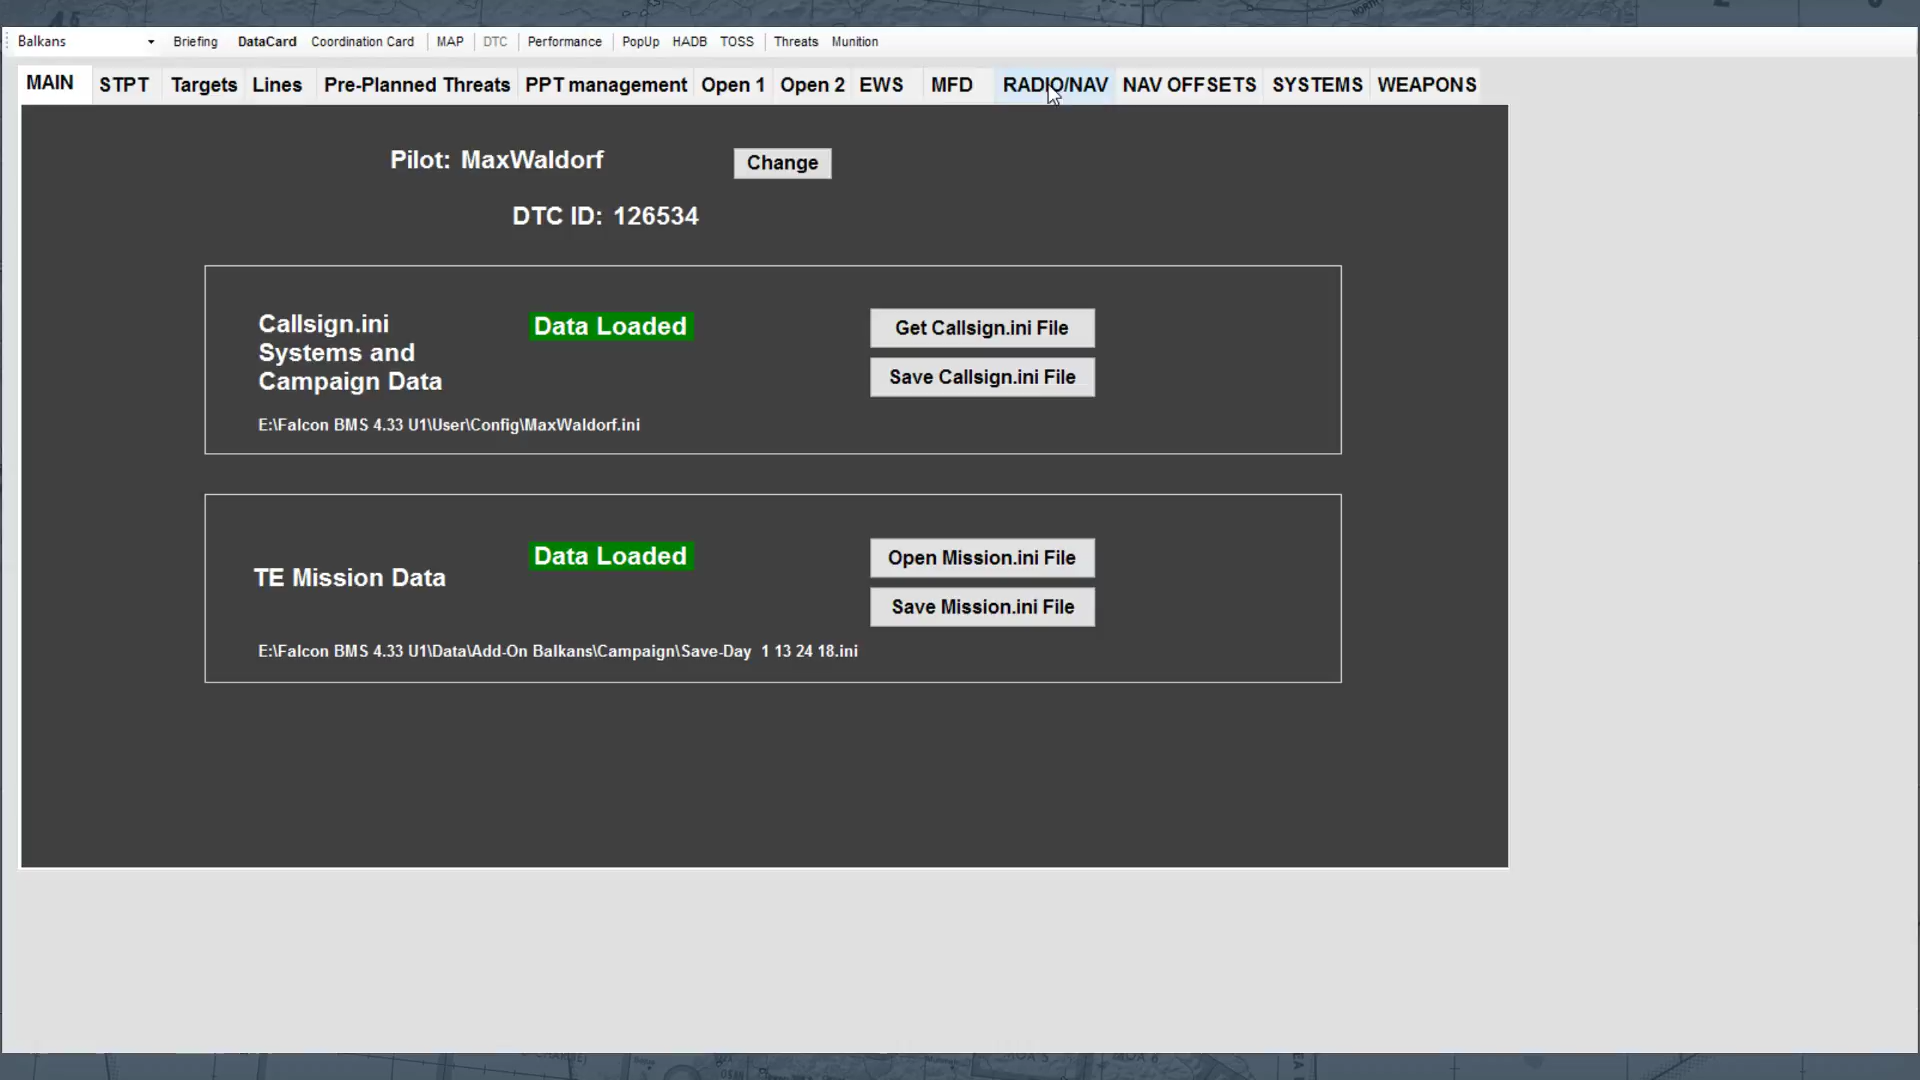 Balkans Briefing DataCard Coordination Card MAP DTC Performance PopUp HADB TOSS Threats Munition
MAIN STPT Targets Lines Pre-Planned Threats PPT management Open 1 Open 2 EWS MFD RADIO/NAV NAV OFFSETS SYSTEMS WEAPONS
Pilot: MaxWaldorf Change
DTC ID: 126534
Callsign.ini
Systems and
Campaign Data
Data Loaded
Get Callsign.ini File
Save Callsign.ini File
E:\Falcon BMS 4.33 U1\User\Config\MaxWaldorf.ini
TE Mission Data
Data Loaded
Open Mission.ini File
Save Mission.ini File
E:\Falcon BMS 4.33 U1\Data\Add-On Balkans\Campaign\Save-Day  1 13 24 18.ini